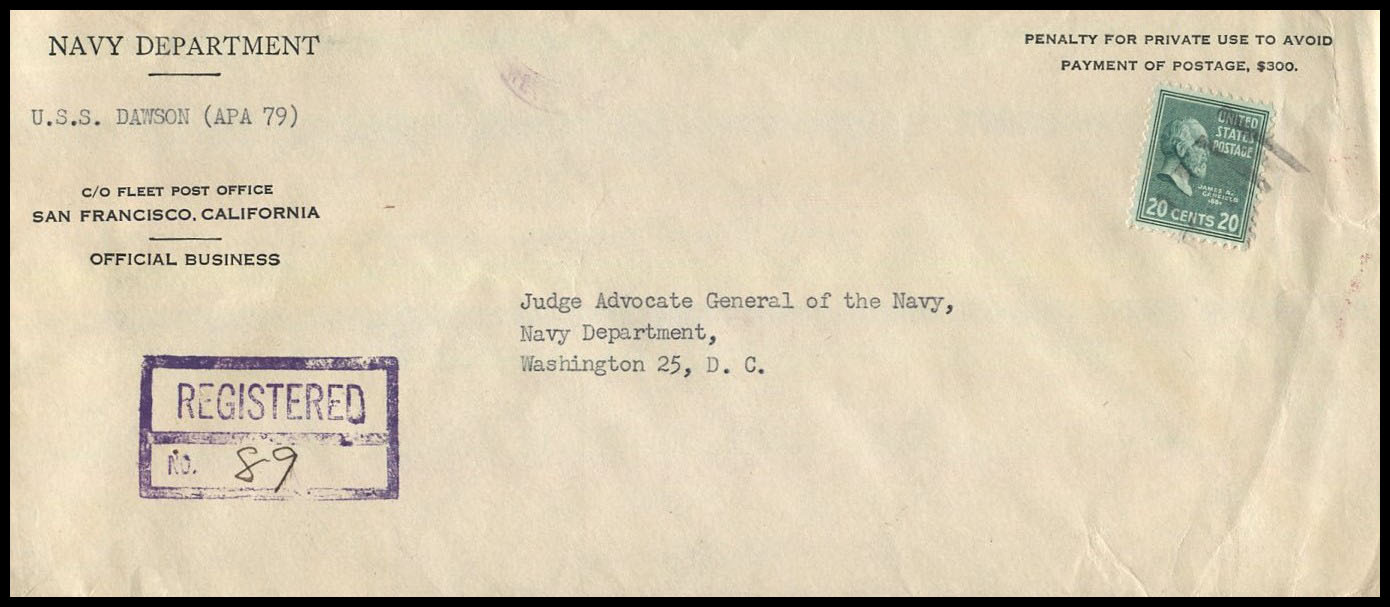 NAVY DEPARTMENT
U.S.S. DAWSON (APA 79)
C/O FLEET POST OFFICE
SAN FRANCISCO, CALIFORNIA
OFFICIAL BUSINESS
PENALTY FOR PRIVATE USE TO AVOID
PAYMENT OF POSTAGE, $300.
UNITED
STATES
POSTAGE
JAMES A.
GARFIELD
20 CENTS 20
Judge Advocate General of the Navy,
Navy Department,
Washington 25, D. C.
REGISTERED
NO. 89